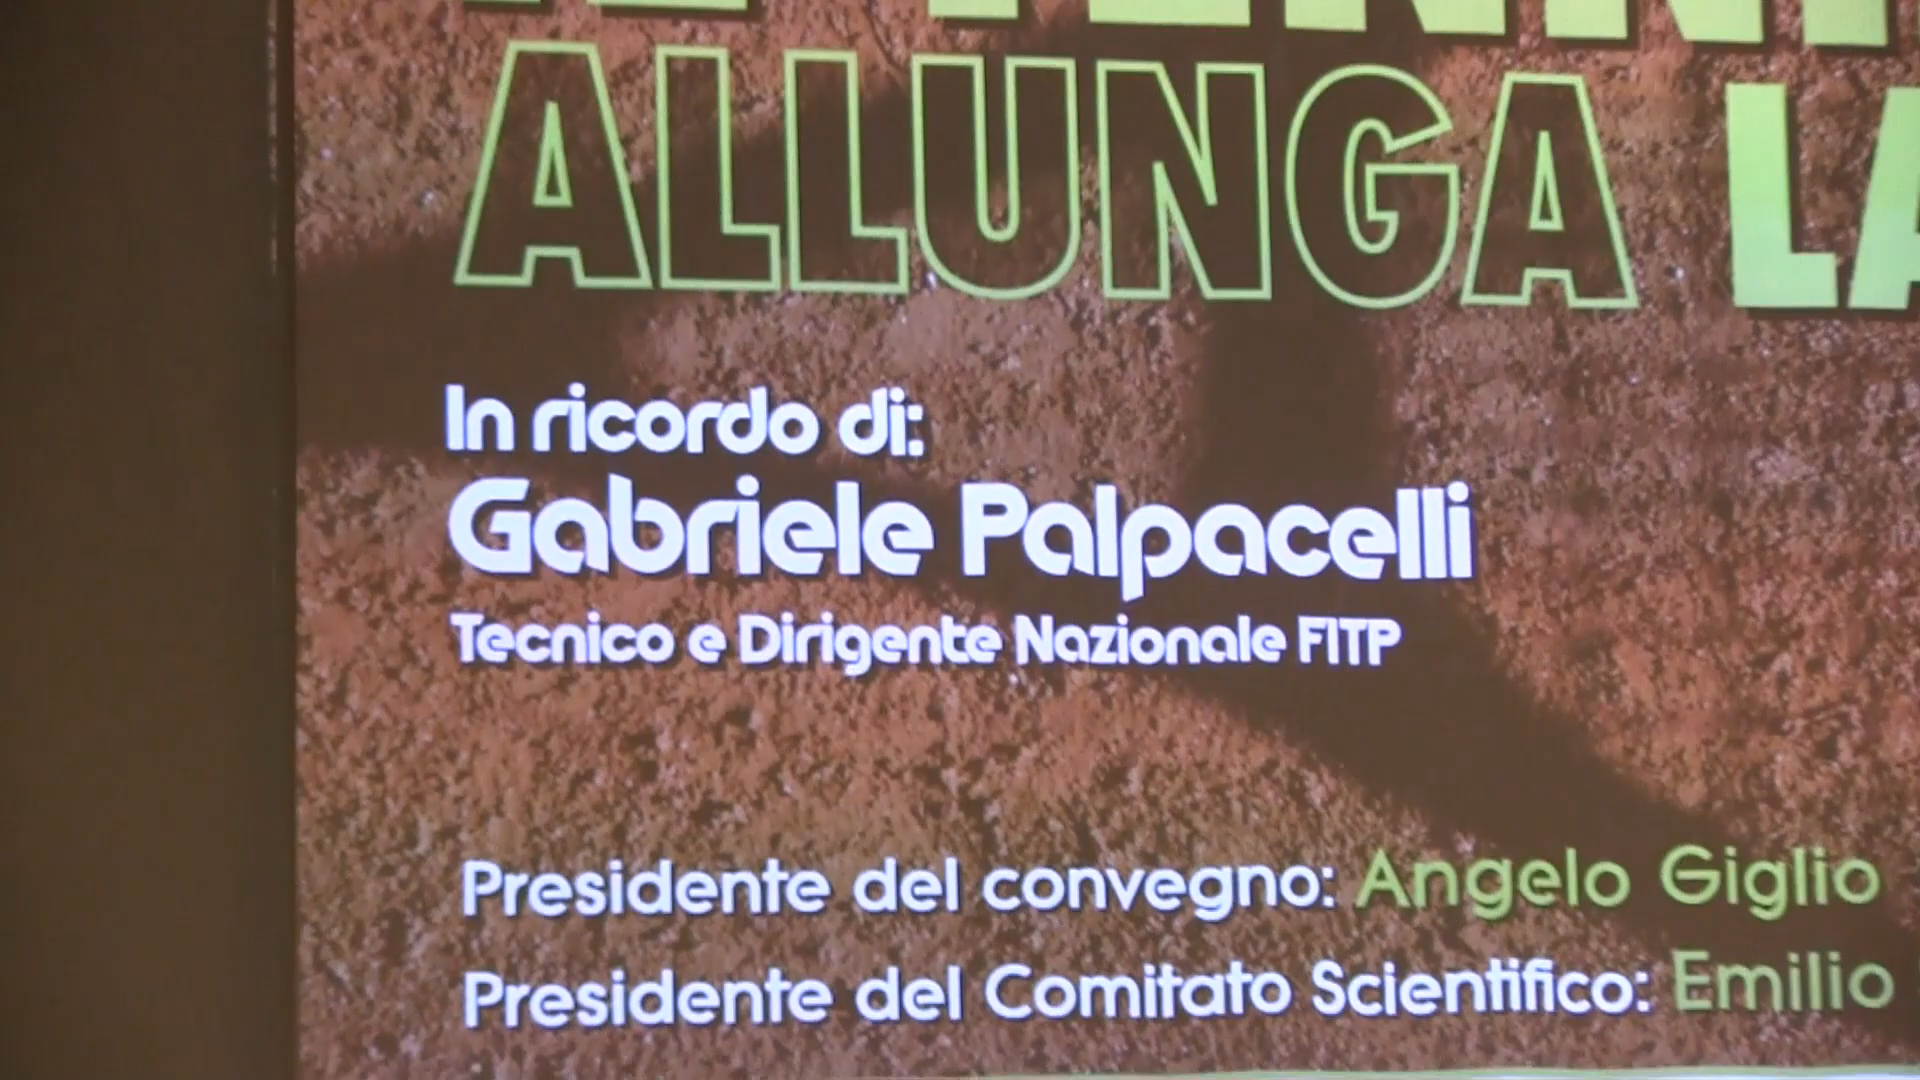 ALLUNGA LA
In ricordo di:
Gabriele Palpacelli
Tecnico e Dirigente Nazionale FITP
Presidente del convegno: Angelo Giglio
Presidente del Comitato Scientifico: Emilio